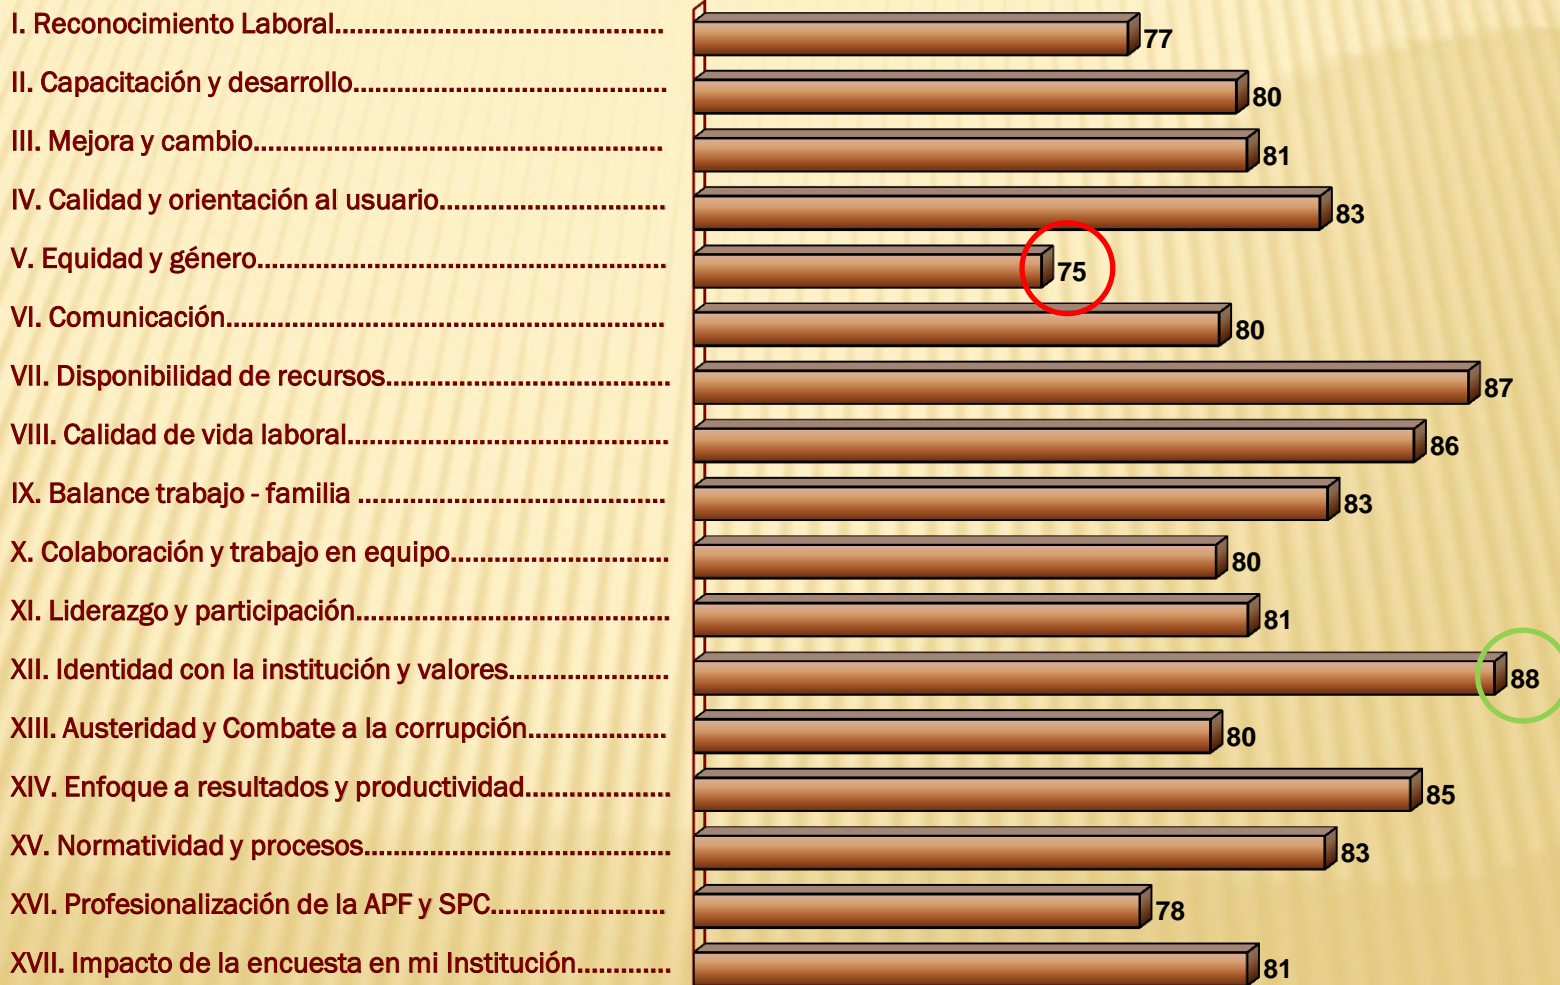 I. Reconocimiento Laboral............................................ 77
II. Capacitación y desarrollo.......................................... 80
III. Mejora y cambio....................................................... 81
IV. Calidad y orientación al usuario.............................. 83
V. Equidad y género....................................................... 75
VI. Comunicación........................................................... 80
VII. Disponibilidad de recursos...................................... 87
VIII. Calidad de vida laboral........................................... 86
IX. Balance trabajo - familia ......................................... 83
X. Colaboración y trabajo en equipo............................. 80
XI. Liderazgo y participación.......................................... 81
XII. Identidad con la institución y valores..................... 88
XIII. Austeridad y Combate a la corrupción................... 80
XIV. Enfoque a resultados y productividad.................... 85
XV. Normatividad y procesos......................................... 83
XVI. Profesionalización de la APF y SPC........................ 78
XVII. Impacto de la encuesta en mi Institución............. 81